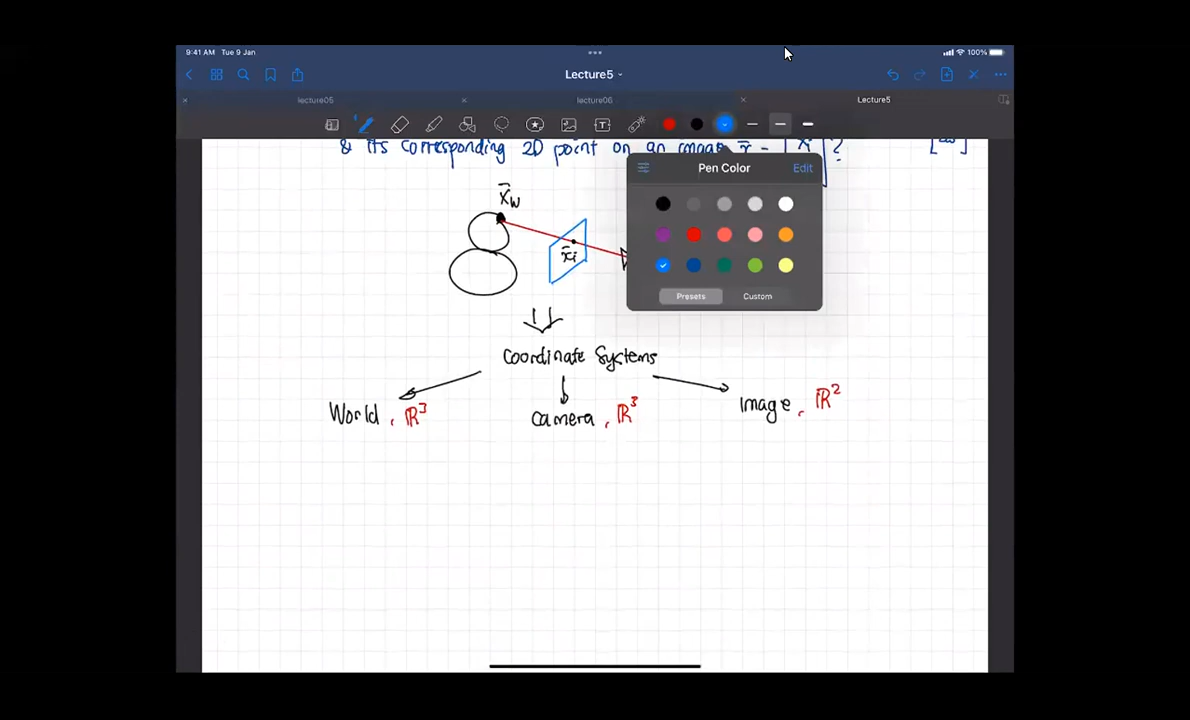 9:41 AM Tue 9 Jan 100%
Lecture5
lecture05 lecture06 Lecture5
& its corresponding 2D point on an image
Pen Color Edit
x̄w
x̄i
Presets Custom
Coordinate Systems
World, ℝ³ Camera, ℝ³ Image, ℝ²